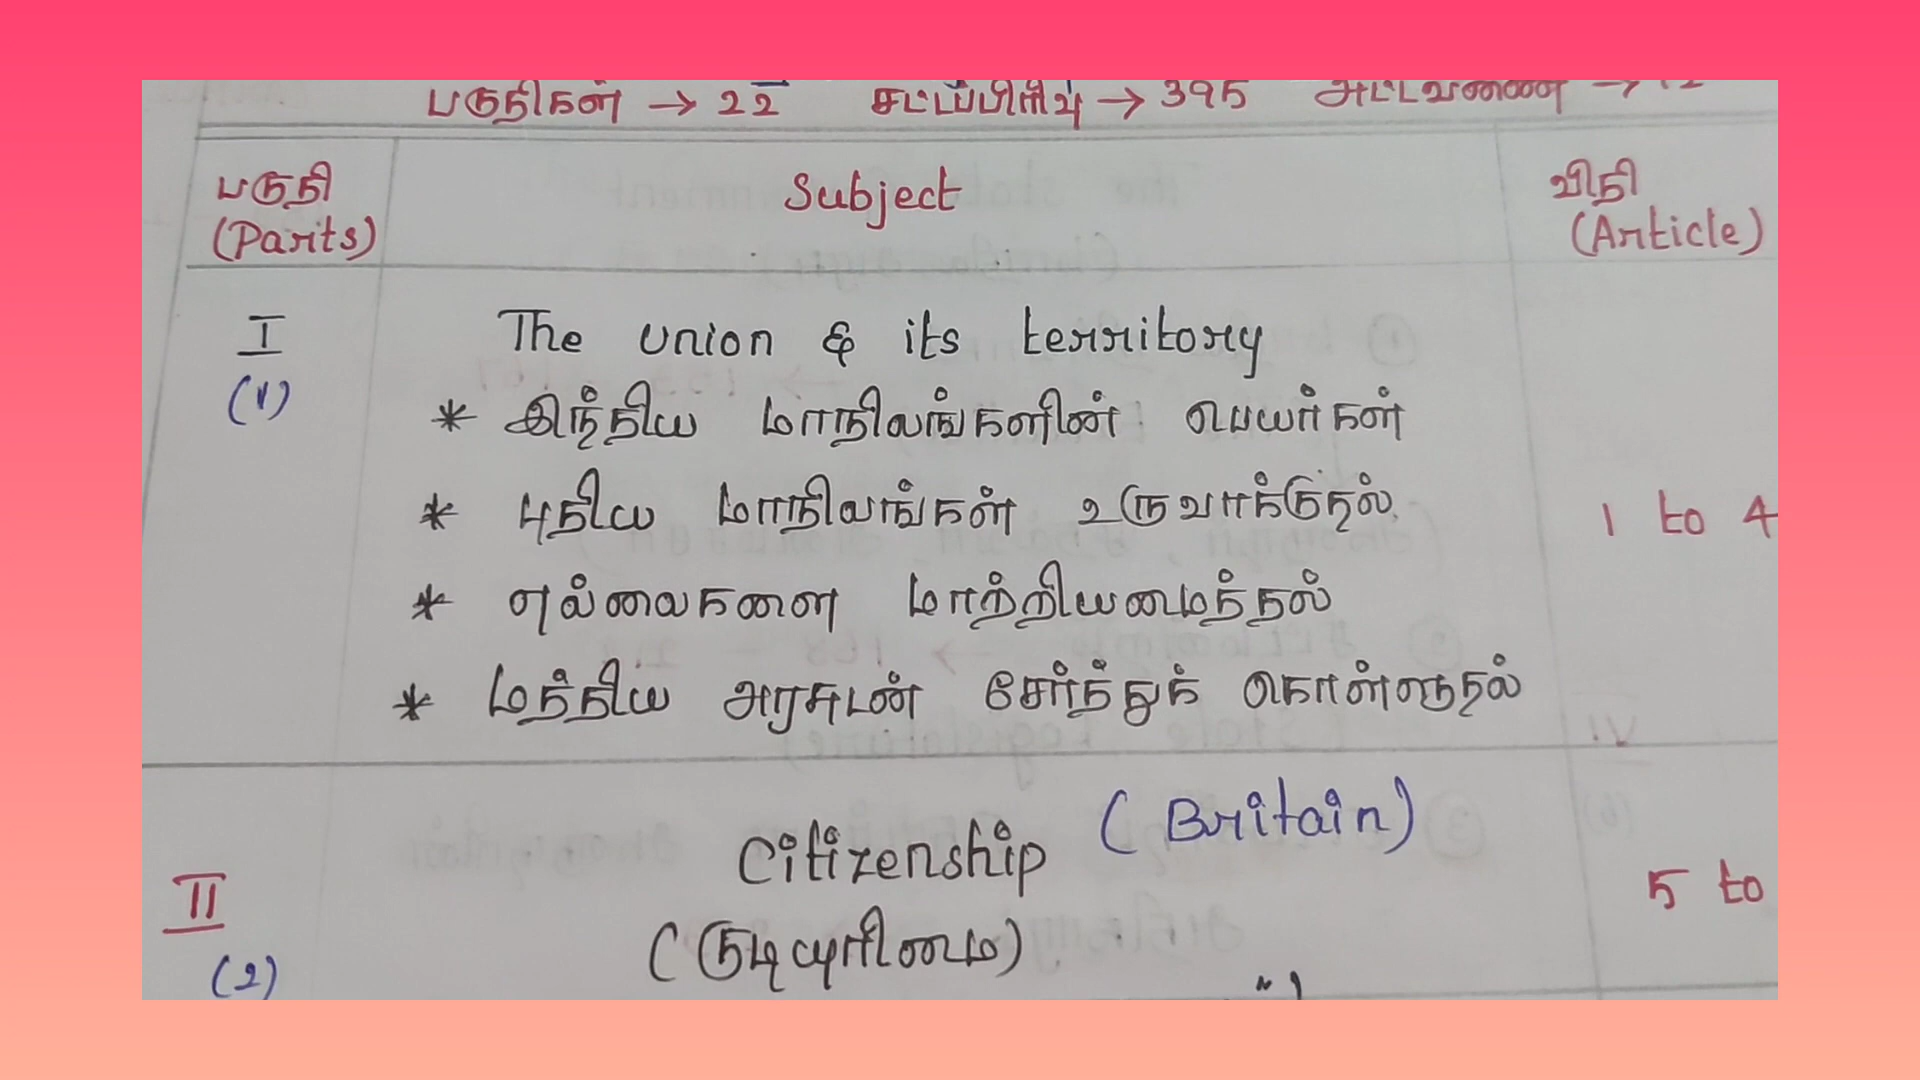 பகுதிகள் → 22 சட்டப்பிரிவு → 395 அட்டவணை → 12
பகுதி (Parts) Subject விதி (Article)
I The union & its territory
(1)
* இந்திய மாநிலங்களின் பெயர்கள்
* புதிய மாநிலங்கள் உருவாக்குதல். 1 to 4
* எல்லைகளை மாற்றியமைத்தல்
* மத்திய அரசுடன் சேர்த்துக் கொள்ளுதல்
II Citizenship (Britain) 5 to
(2) (குடியுரிமை)